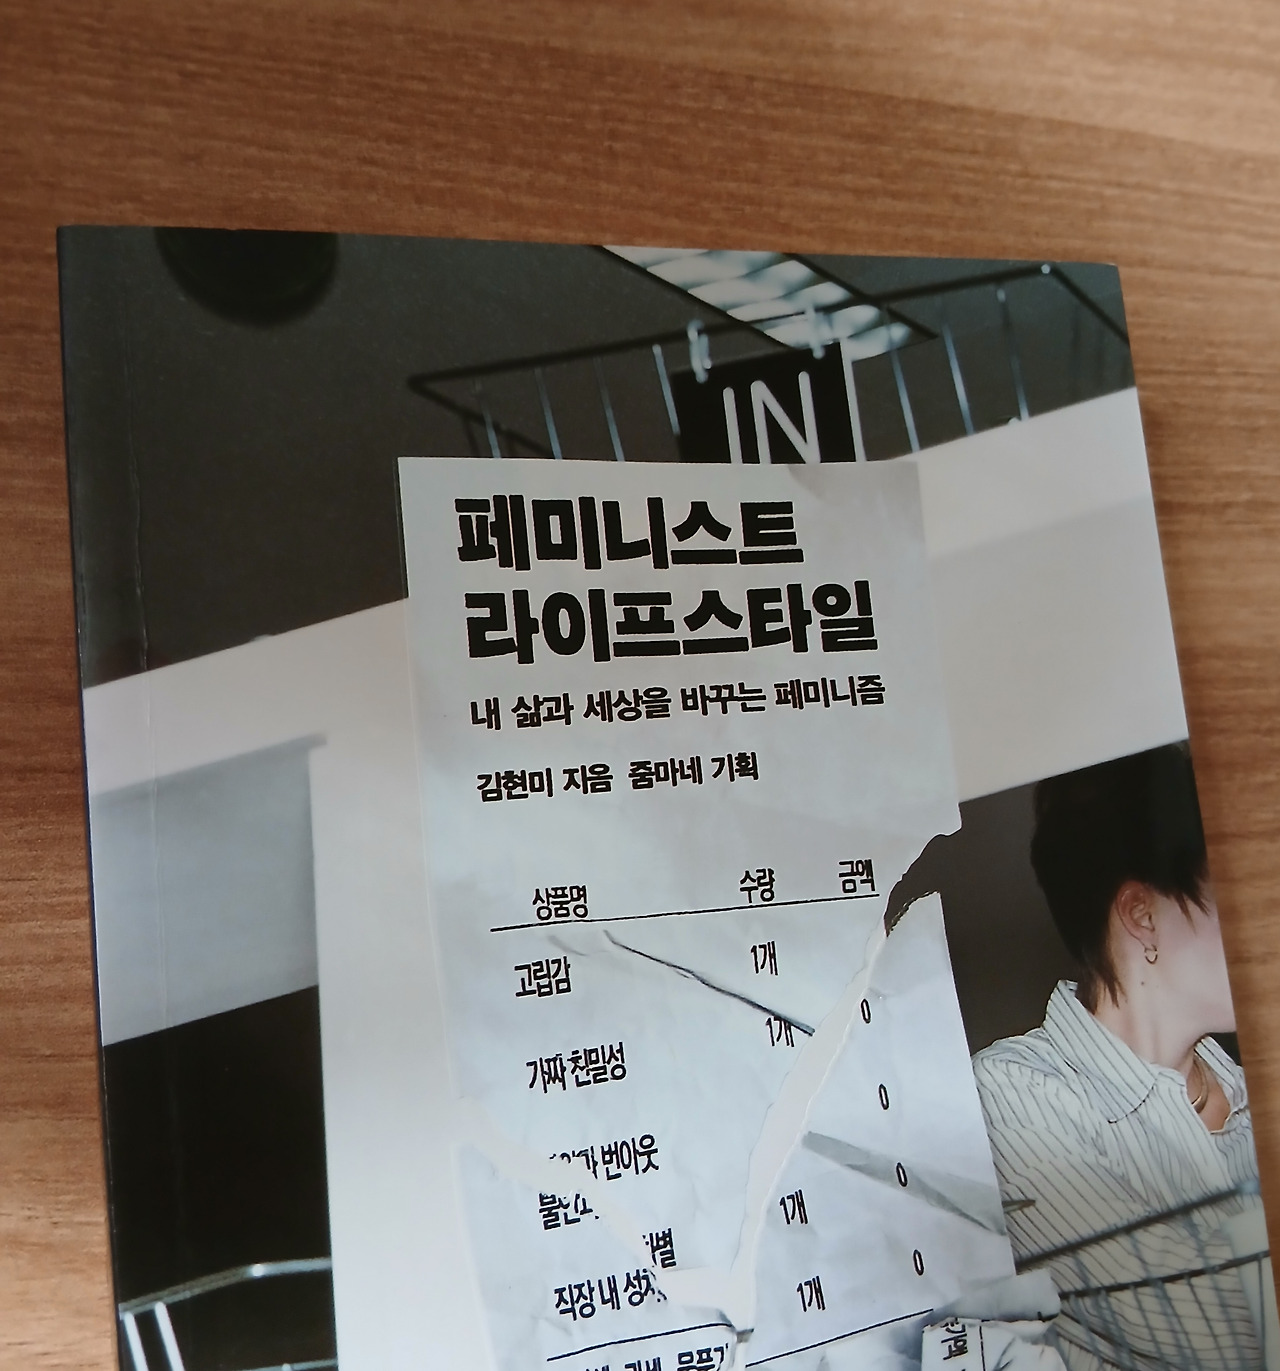 IN
페미니스트
라이프스타일
내 삶과 세상을 바꾸는 페미니즘
김현미 지음 줌마네 기획
상품명 수량 금액
고립감 1개 0
가짜 친밀성 1개 0
번아웃 0
1개
직장 내 1개 0